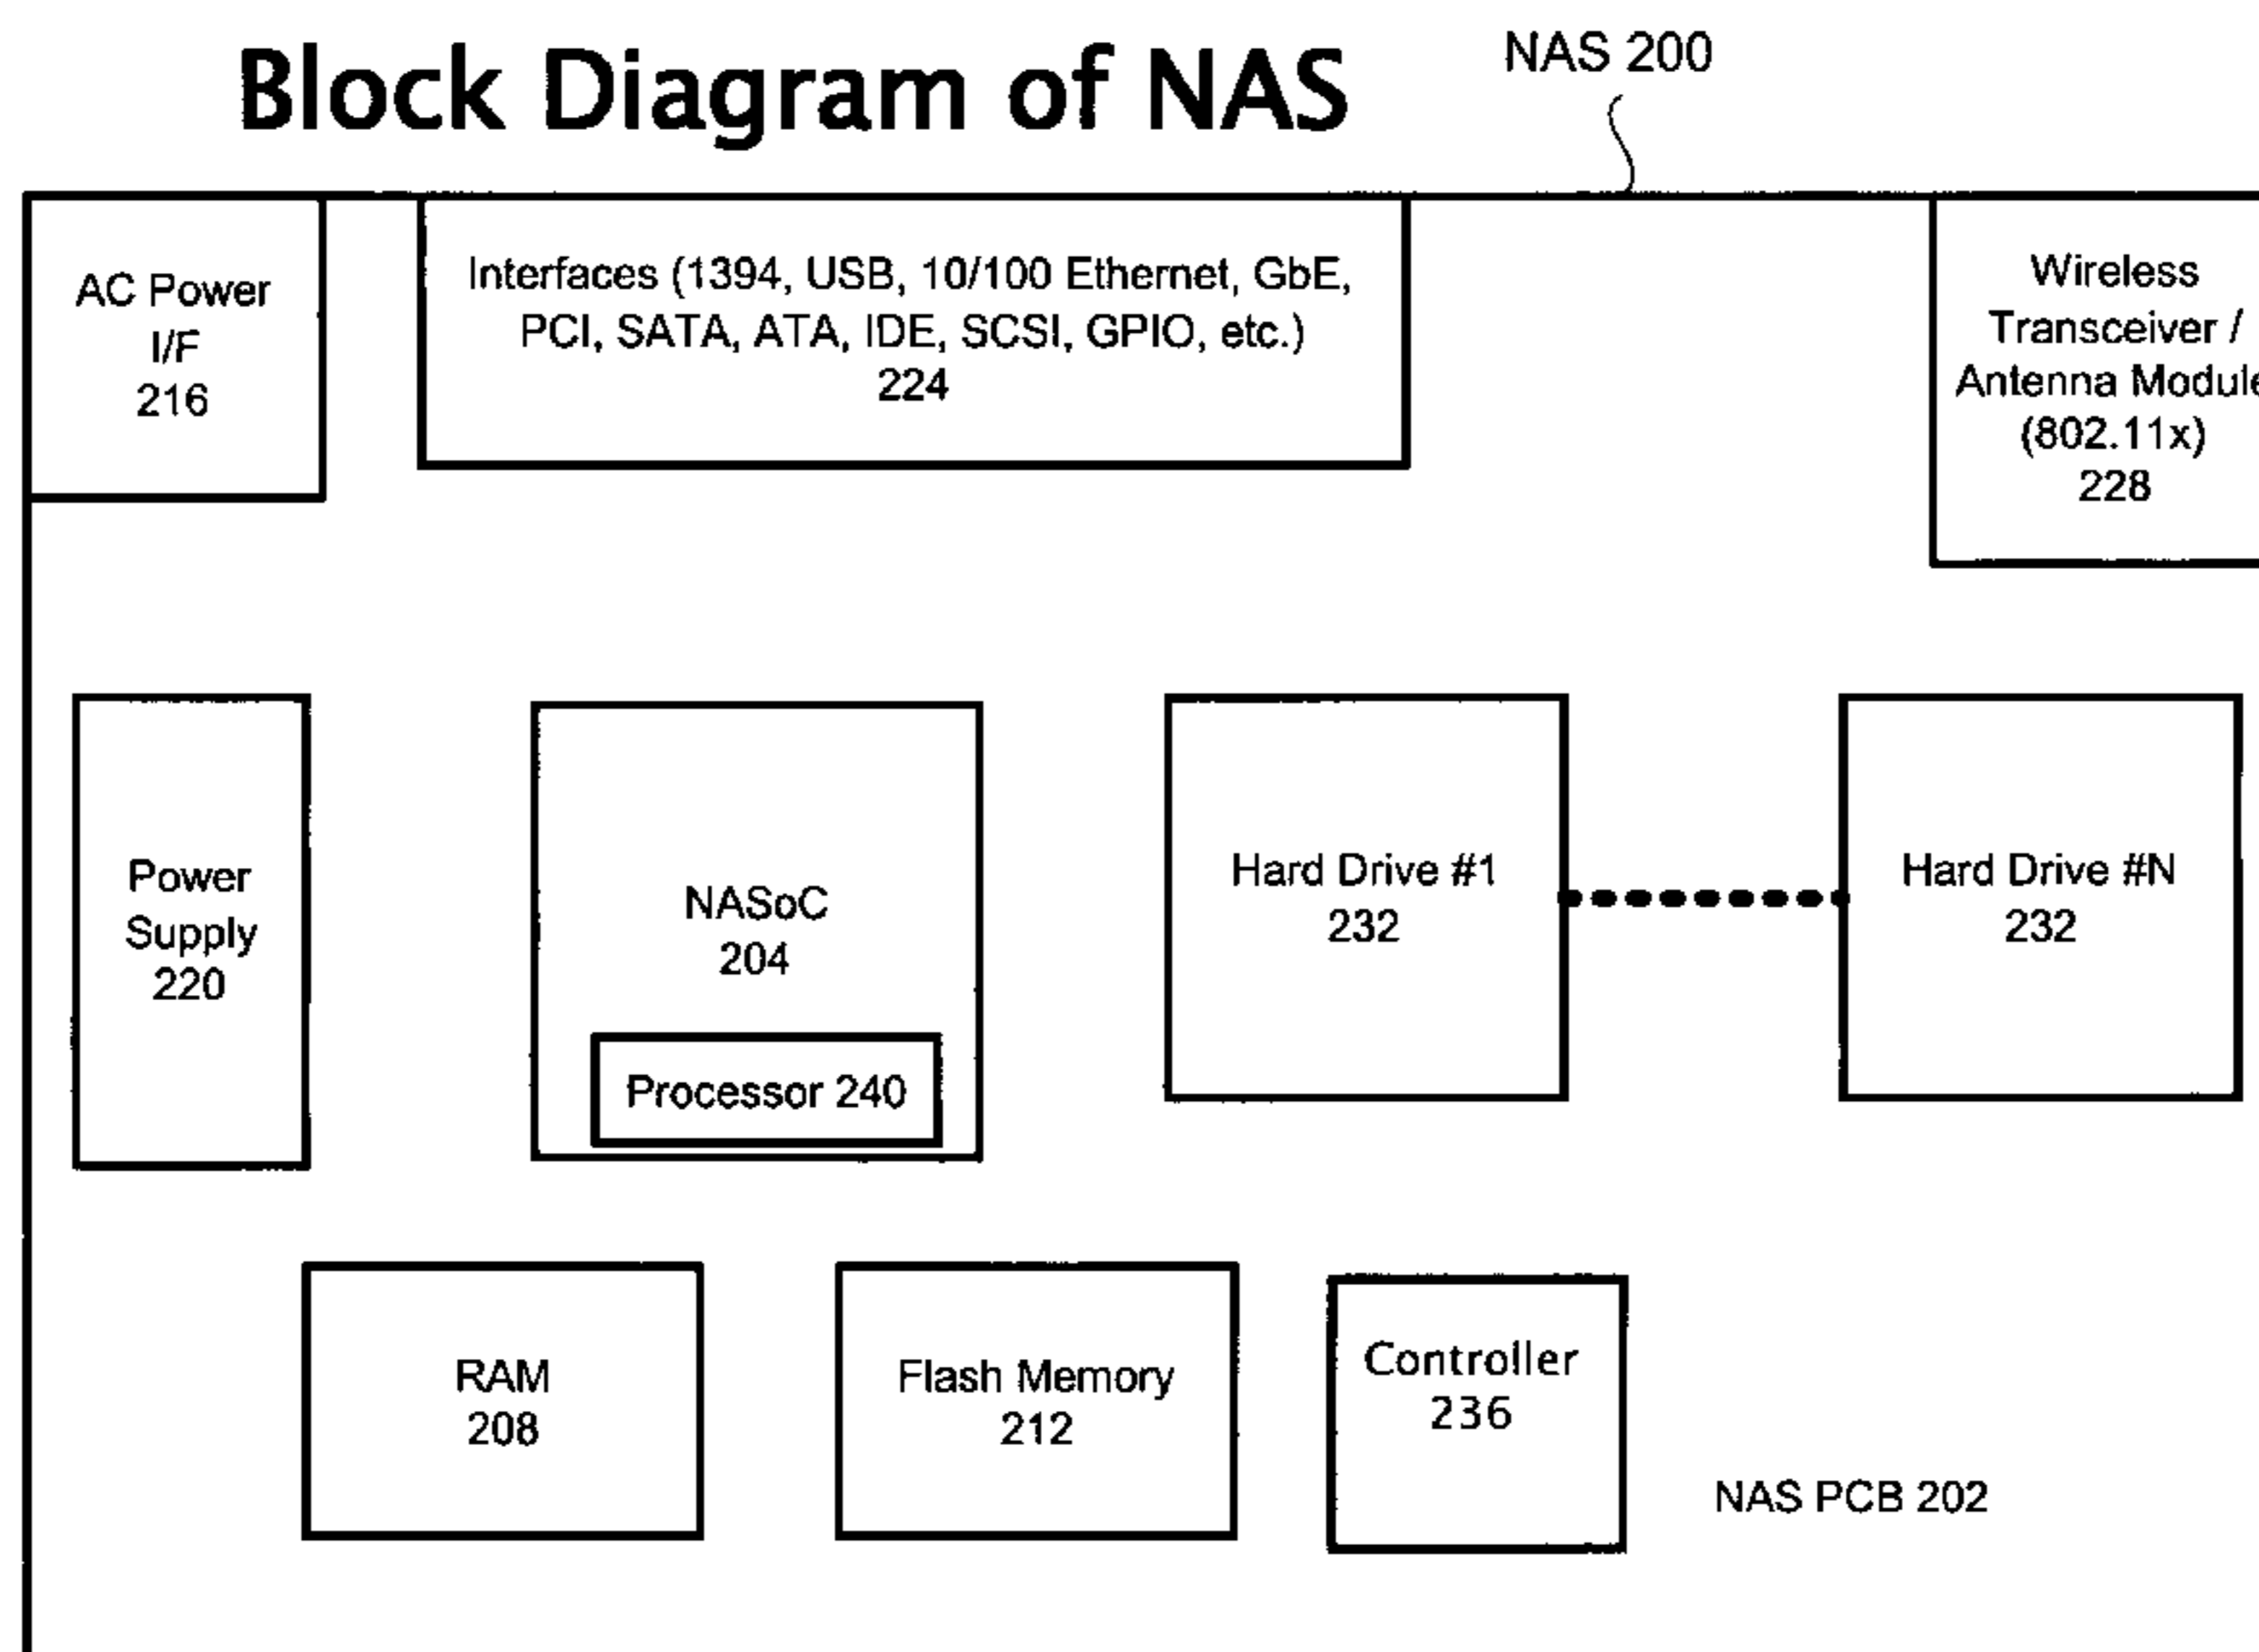 Block Diagram of NAS
NAS 200
AC Power
I/F
216
Interfaces (1394, USB, 10/100 Ethernet, GbE,
PCI, SATA, ATA, IDE, SCSI, GPIO, etc.)
224
Wireless
Transceiver /
Antenna Module
(802.11x)
228
Power
Supply
220
NASoC
204
Processor 240
Hard Drive #1
232
Hard Drive #N
232
RAM
208
Flash Memory
212
Controller
236
NAS PCB 202